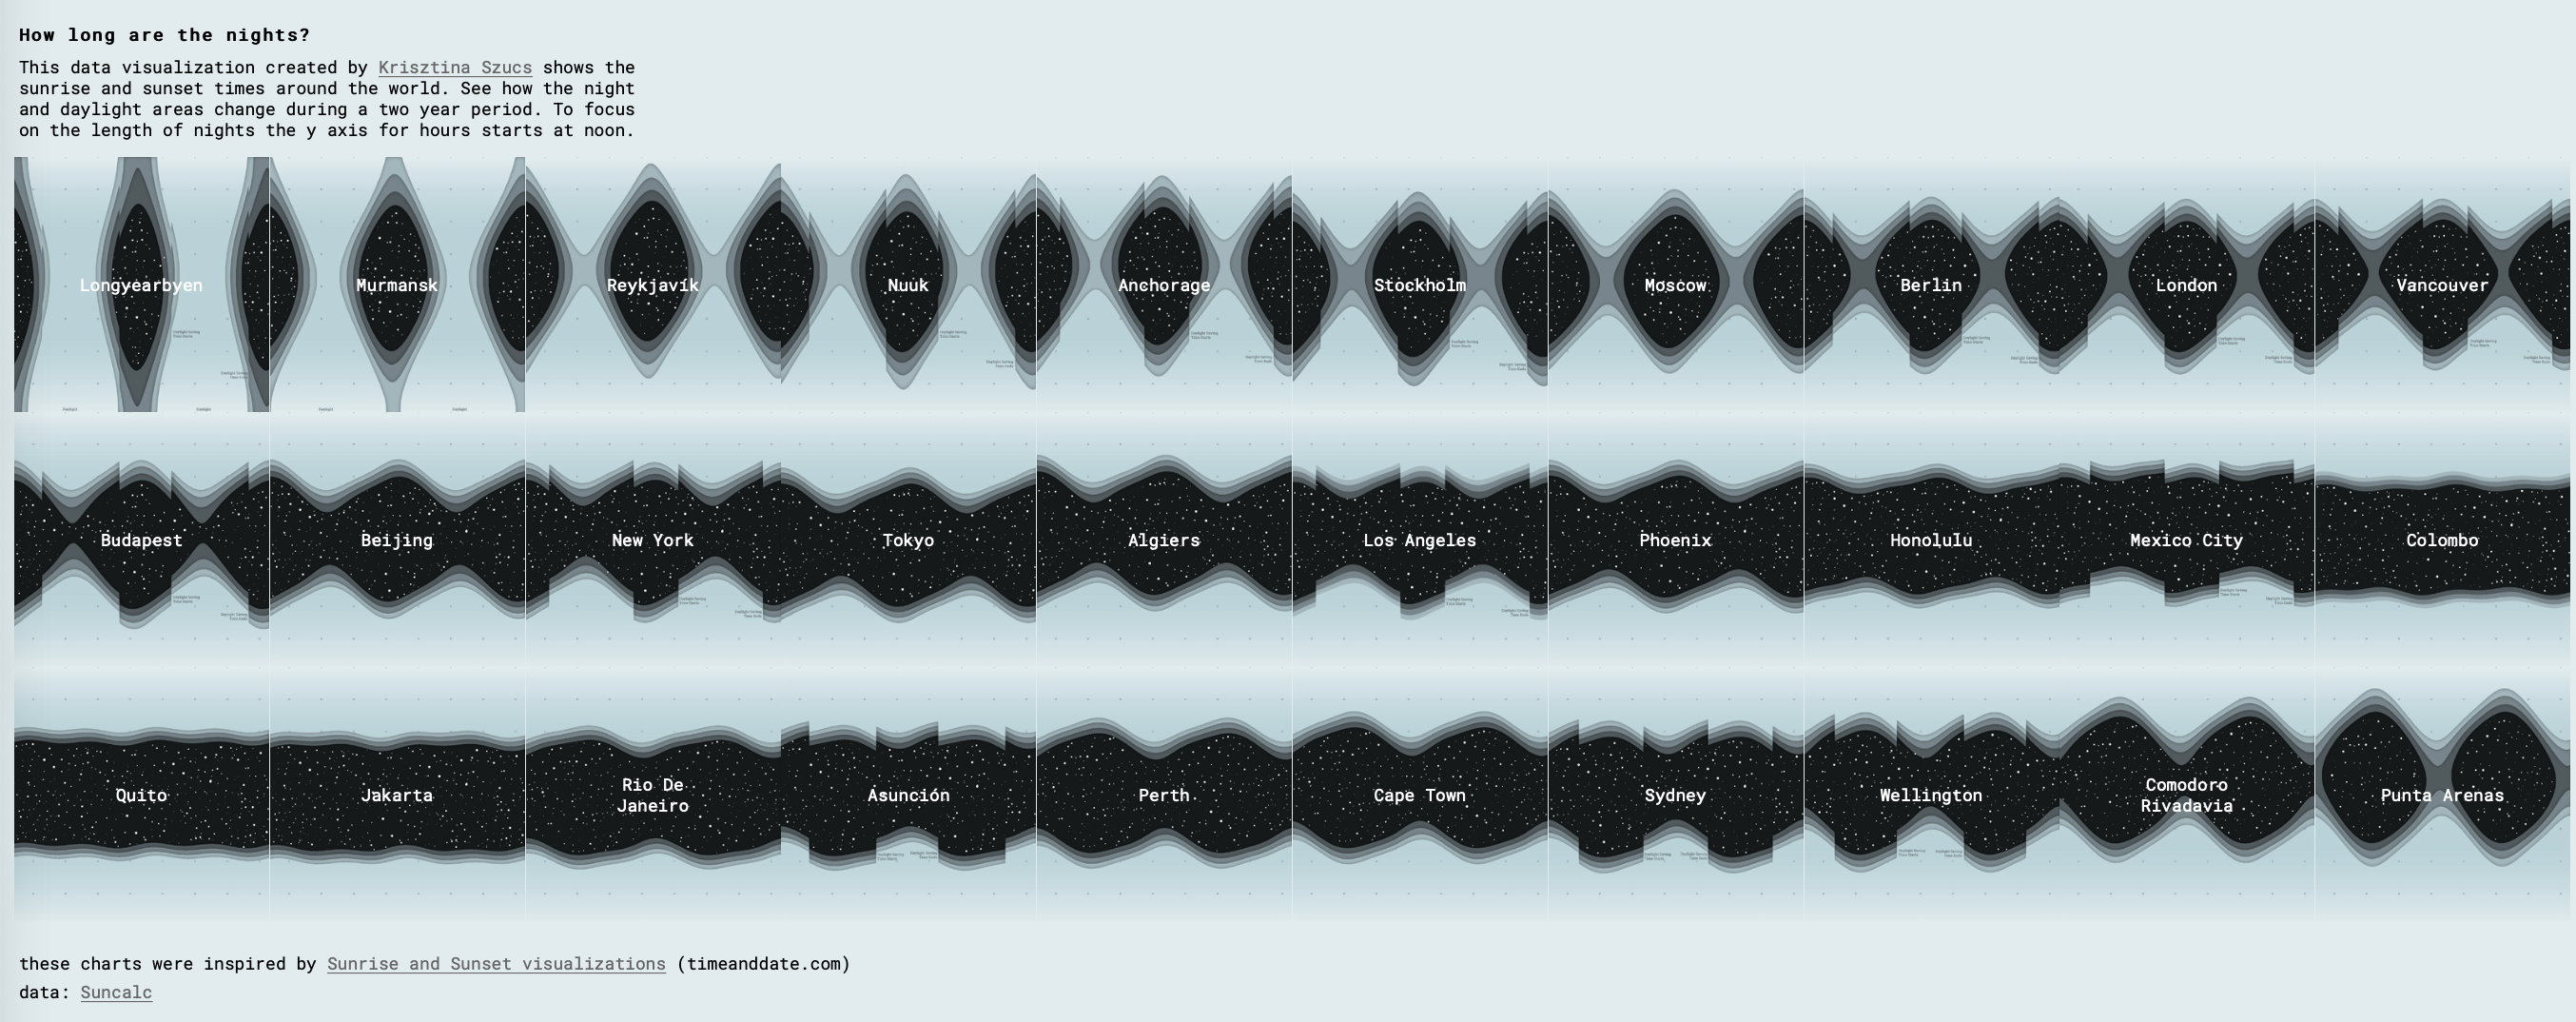 How long are the nights?
This data visualization created by Krisztina Szucs shows the
sunrise and sunset times around the world. See how the night
and daylight areas change during a two year period. To focus
on the length of nights the y axis for hours starts at noon.
Longyearbyen
Murmansk
Reykjavik
Nuuk
Anchorage
Stockholm
Moscow
Berlin
London
Vancouver
Budapest
Beijing
New York
Tokyo
Algiers
Los Angeles
Phoenix
Honolulu
Mexico City
Colombo
Quito
Jakarta
Rio De
Janeiro
Asunción
Perth
Cape Town
Sydney
Wellington
Comodoro
Rivadavia
Punta Arenas
these charts were inspired by Sunrise and Sunset visualizations (timeanddate.com)
data: Suncalc